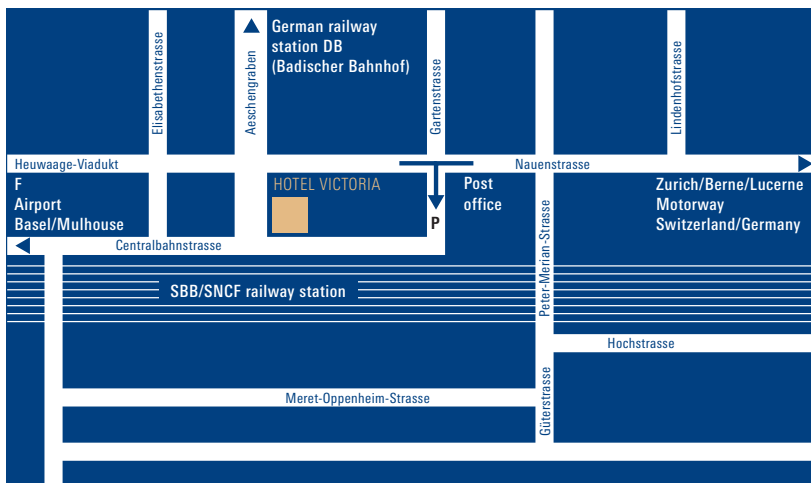 German railway
station DB
(Badischer Bahnhof)
Elisabethenstrasse
Aeschengraben
Gartenstrasse
Lindenhofstrasse
Heuwaage-Viadukt
Nauenstrasse
F
Airport
Basel/Mulhouse
HOTEL VICTORIA
P
Post
office
Zurich/Berne/Lucerne
Motorway
Switzerland/Germany
Peter-Merian-Strasse
Centralbahnstrasse
SBB/SNCF railway station
Hochstrasse
Meret-Oppenheim-Strasse
Güterstrasse